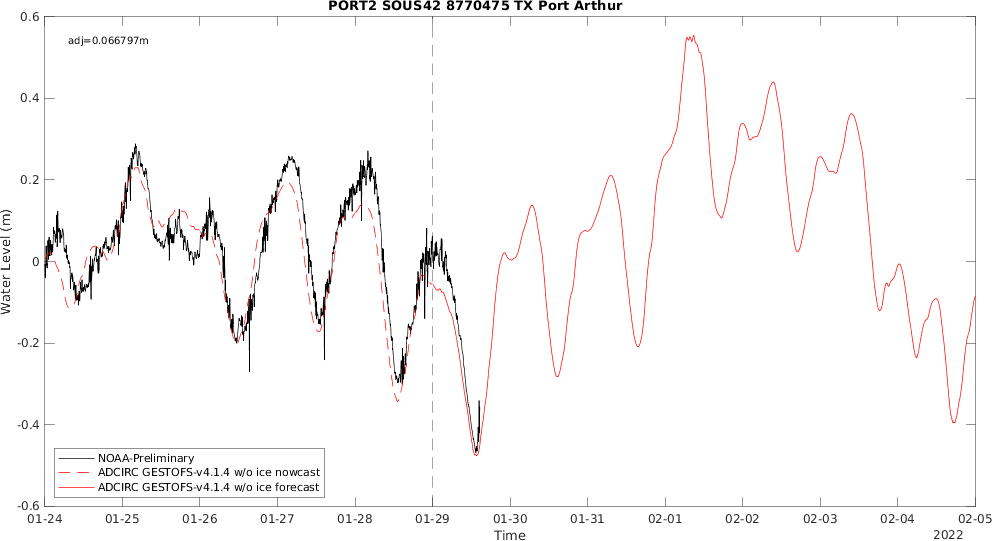 PORT2 SOUS42 8770475 TX Port Arthur
adj=0.066797m
Water Level (m)
0.6
0.4
0.2
0
-0.2
-0.4
-0.6
NOAA-Preliminary
ADCIRC GESTOFS-v4.1.4 w/o ice nowcast
ADCIRC GESTOFS-v4.1.4 w/o ice forecast
01-24 01-25 01-26 01-27 01-28 01-29 01-30 01-31 02-01 02-02 02-03 02-04 02-05
Time
2022